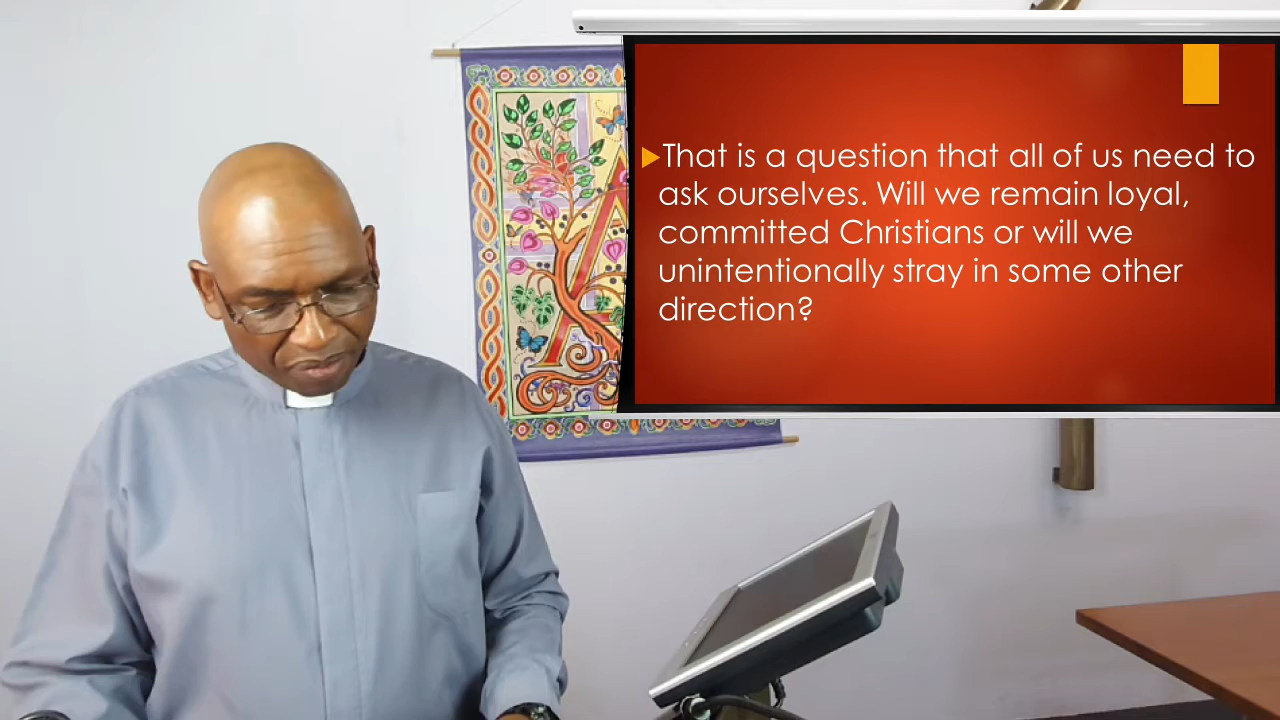 That is a question that all of us need to
ask ourselves. Will we remain loyal,
committed Christians or will we
unintentionally stray in some other
direction?